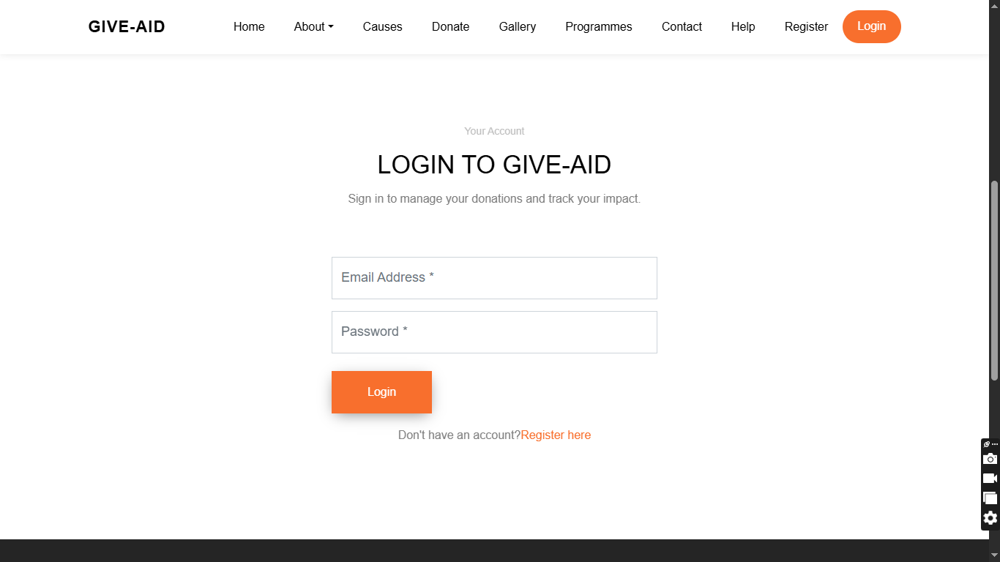 GIVE-AID Home About Causes Donate Gallery Programmes Contact Help Register Login
Your Account
LOGIN TO GIVE-AID
Sign in to manage your donations and track your impact.
Email Address *
Password *
Login
Don't have an account?Register here